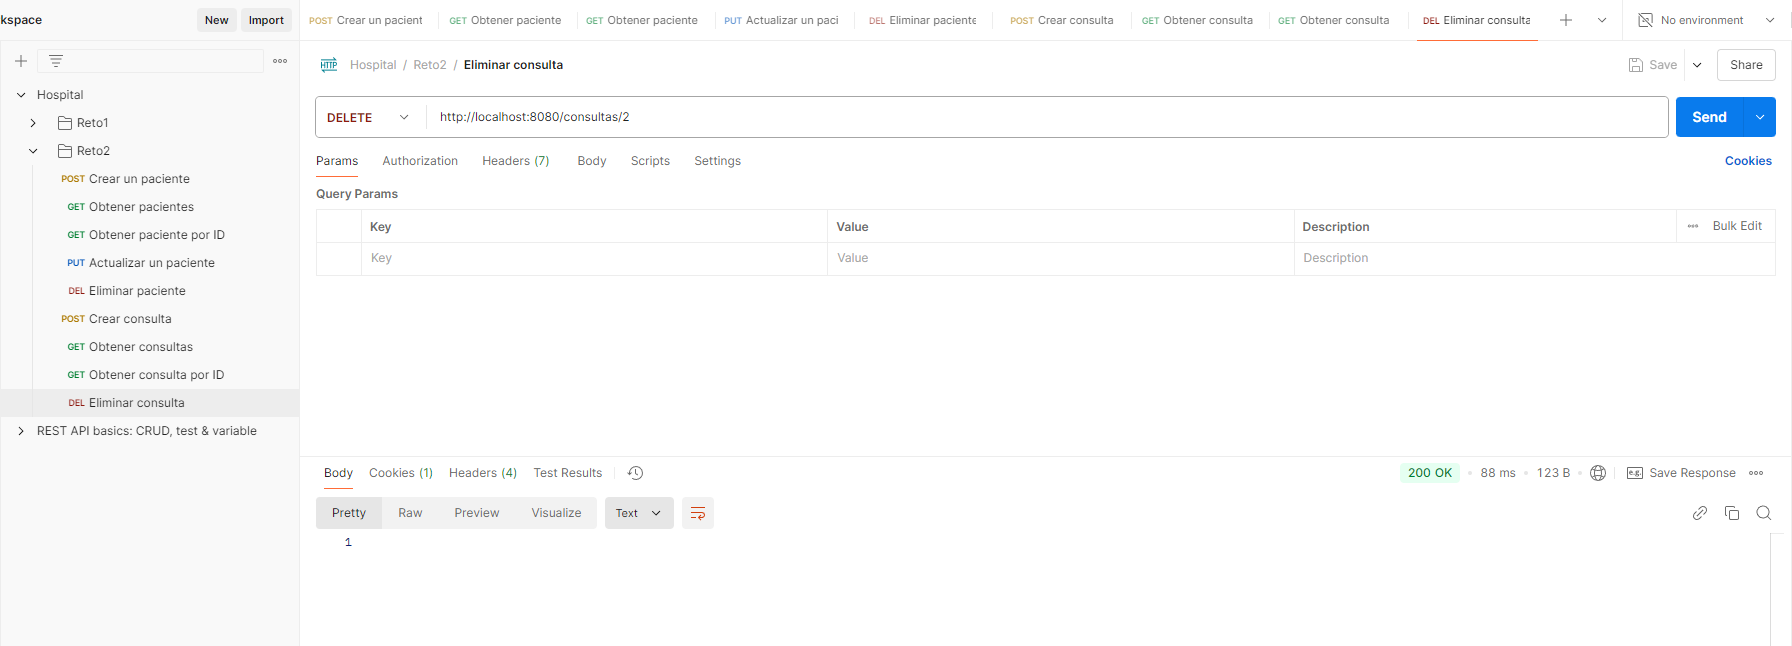 kspace
New
Import
POST Crear un pacient
GET Obtener paciente
GET Obtener paciente
PUT Actualizar un paci
DEL Eliminar paciente
POST Crear consulta
GET Obtener consulta
GET Obtener consulta
DEL Eliminar consulta
No environment
Hospital
Reto1
Reto2
POST Crear un paciente
GET Obtener pacientes
GET Obtener paciente por ID
PUT Actualizar un paciente
DEL Eliminar paciente
POST Crear consulta
GET Obtener consultas
GET Obtener consulta por ID
DEL Eliminar consulta
REST API basics: CRUD, test & variable
HTTP Hospital / Reto2 / Eliminar consulta
Save
Share
DELETE
http://localhost:8080/consultas/2
Send
Params Authorization Headers (7) Body Scripts Settings
Cookies
Query Params
Key Value Description Bulk Edit
Key Value Description
Body Cookies (1) Headers (4) Test Results
200 OK 88 ms 123 B
e.g. Save Response
Pretty Raw Preview Visualize Text
1